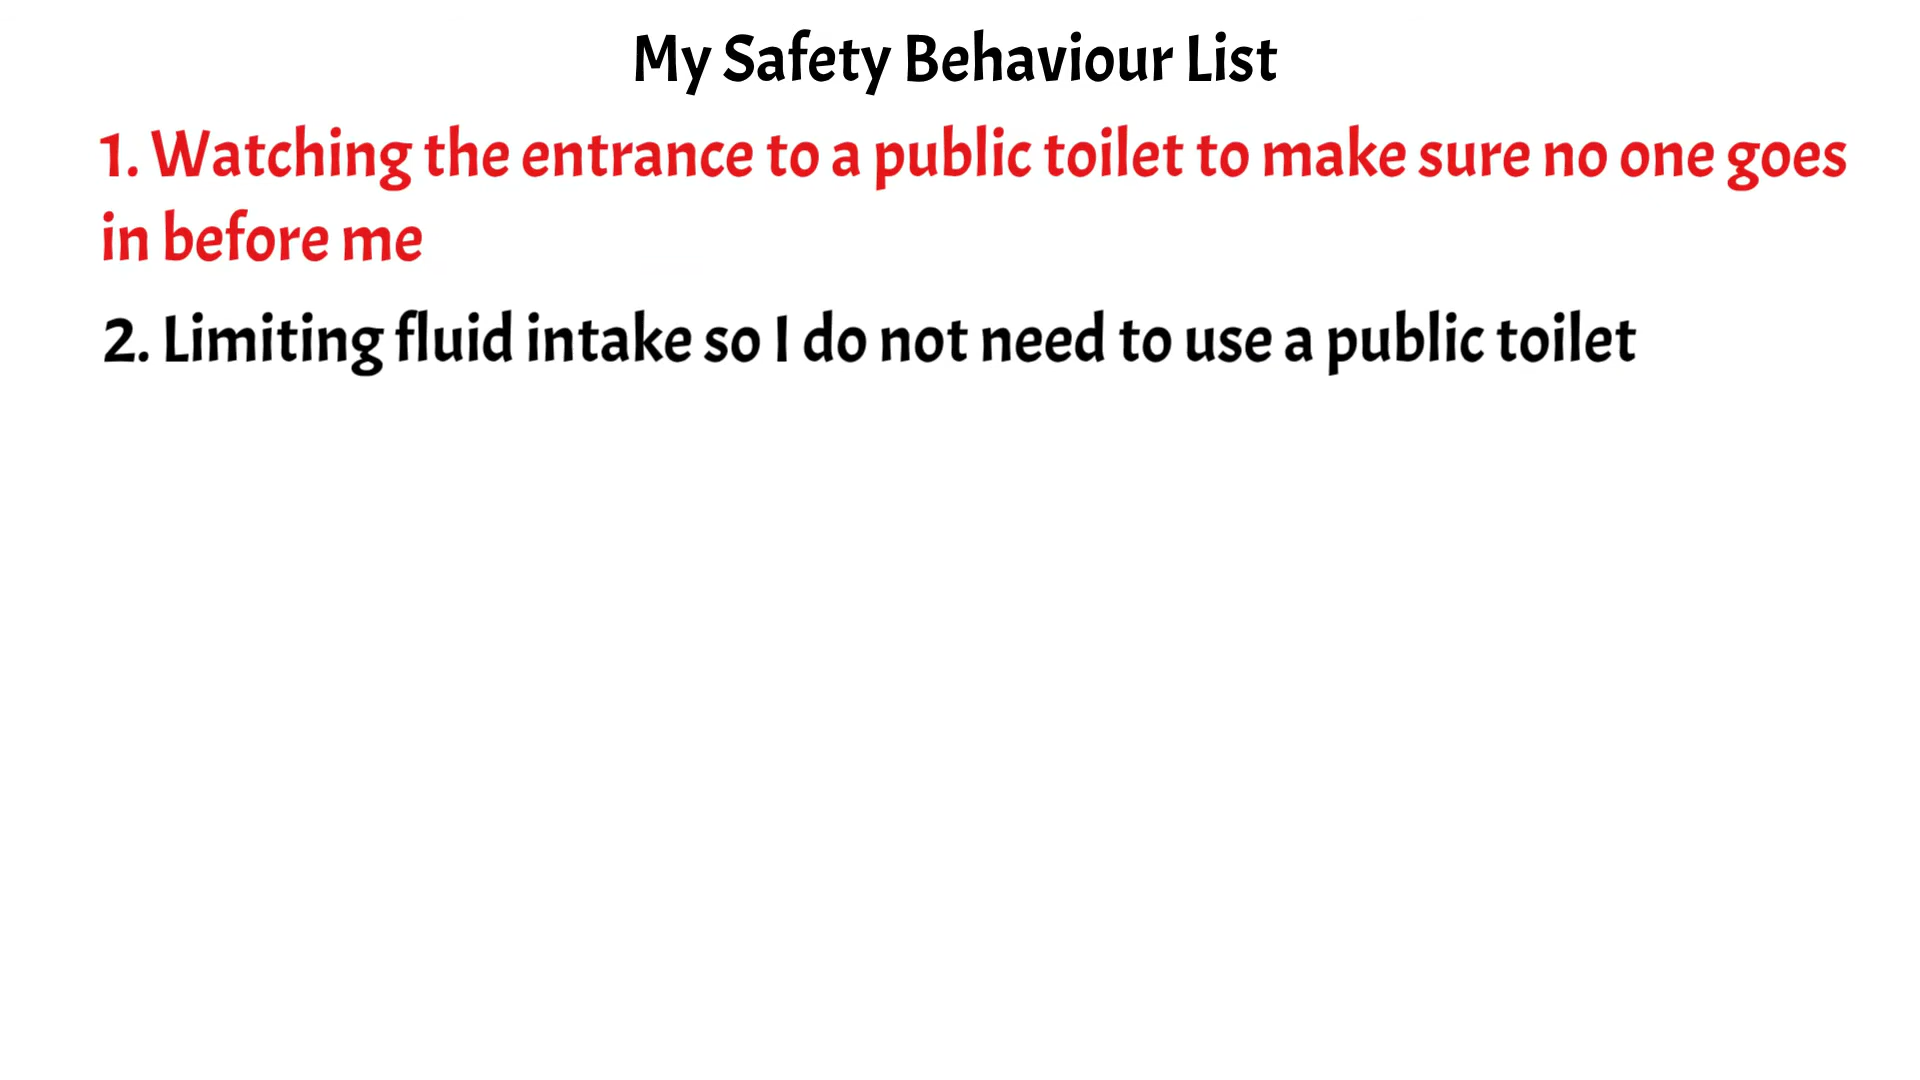 My Safety Behaviour List
1. Watching the entrance to a public toilet to make sure no one goes
in before me
2. Limiting fluid intake so I do not need to use a public toilet